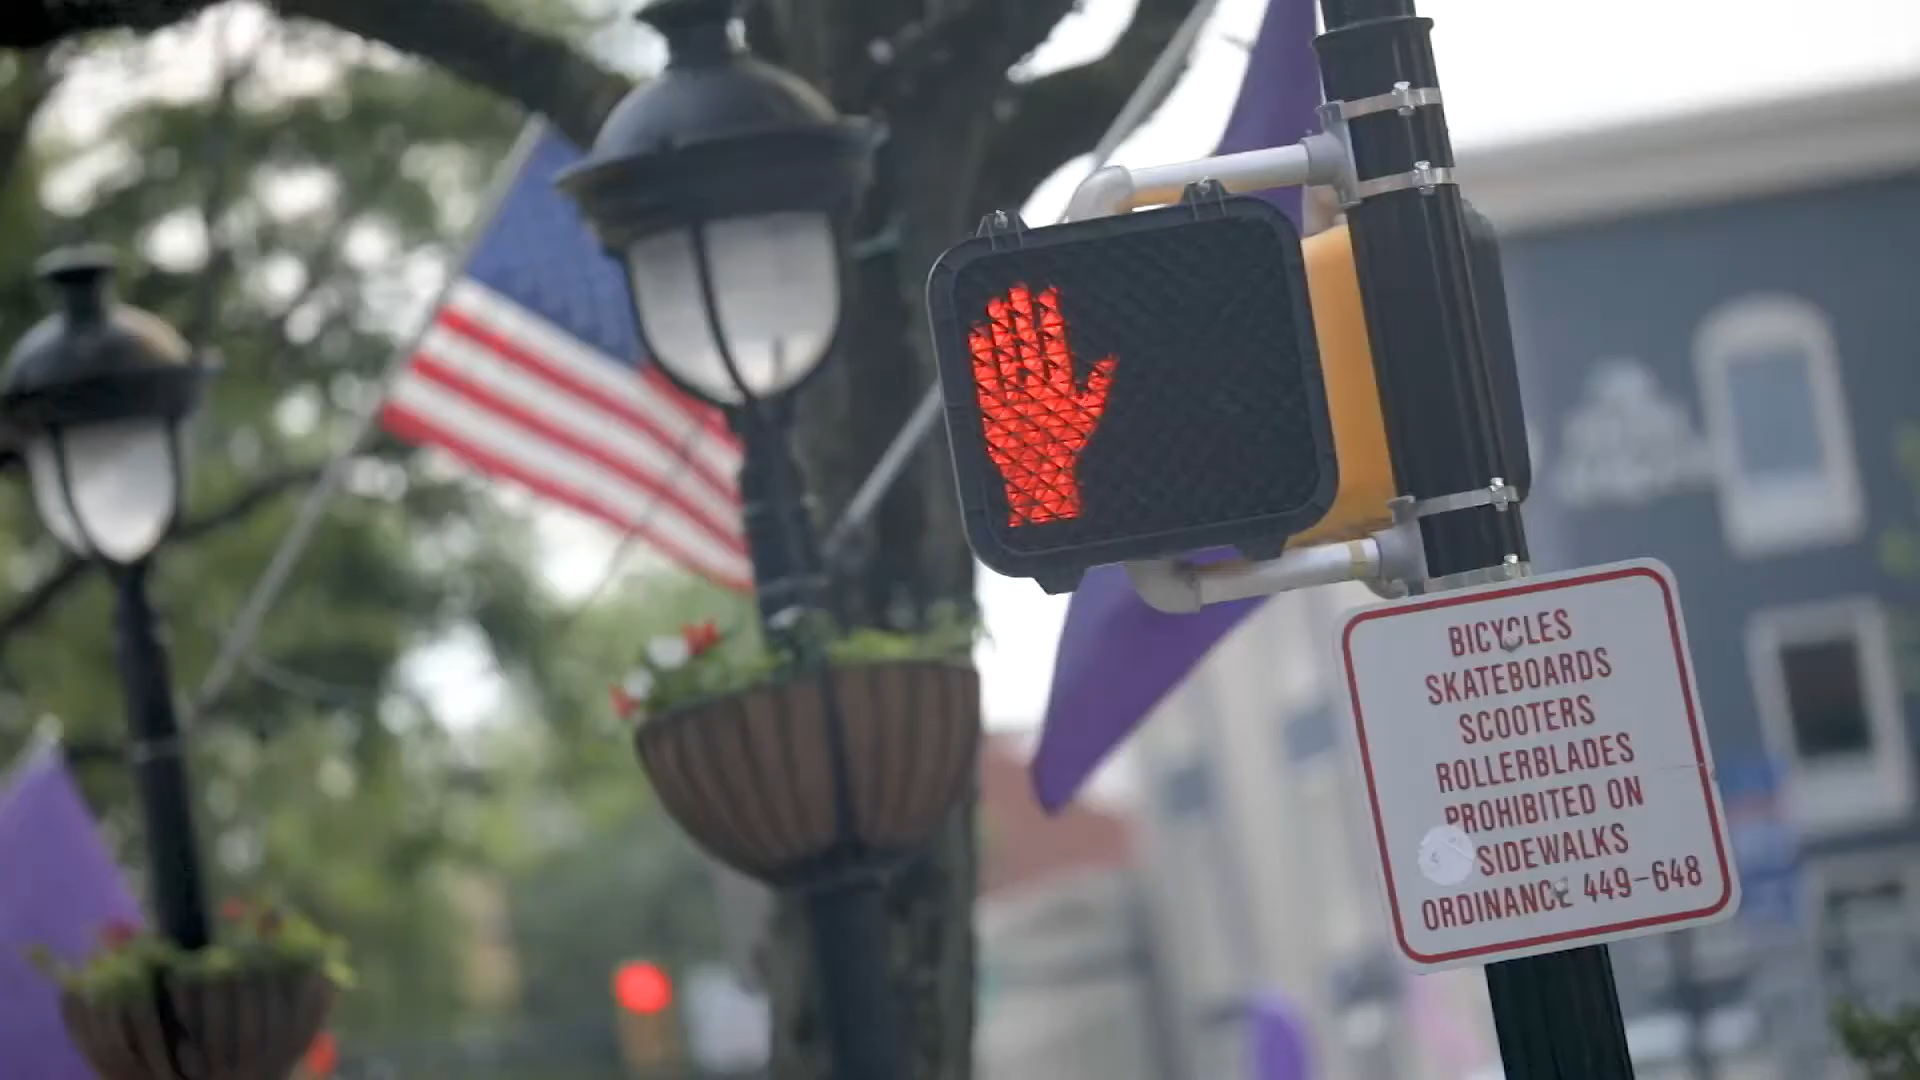 BICYCLES
SKATEBOARDS
SCOOTERS
ROLLERBLADES
PROHIBITED ON
SIDEWALKS
ORDINANCE 449-648